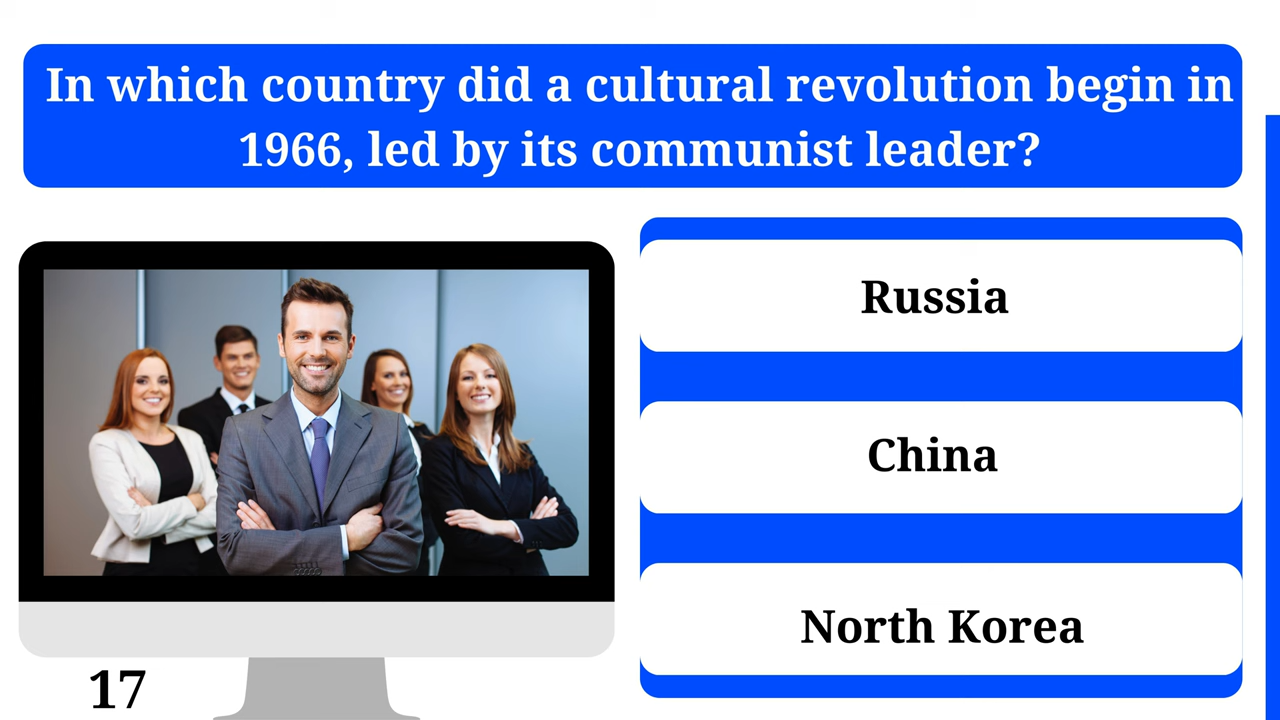 In which country did a cultural revolution begin in
1966, led by its communist leader?
Russia
China
North Korea
17